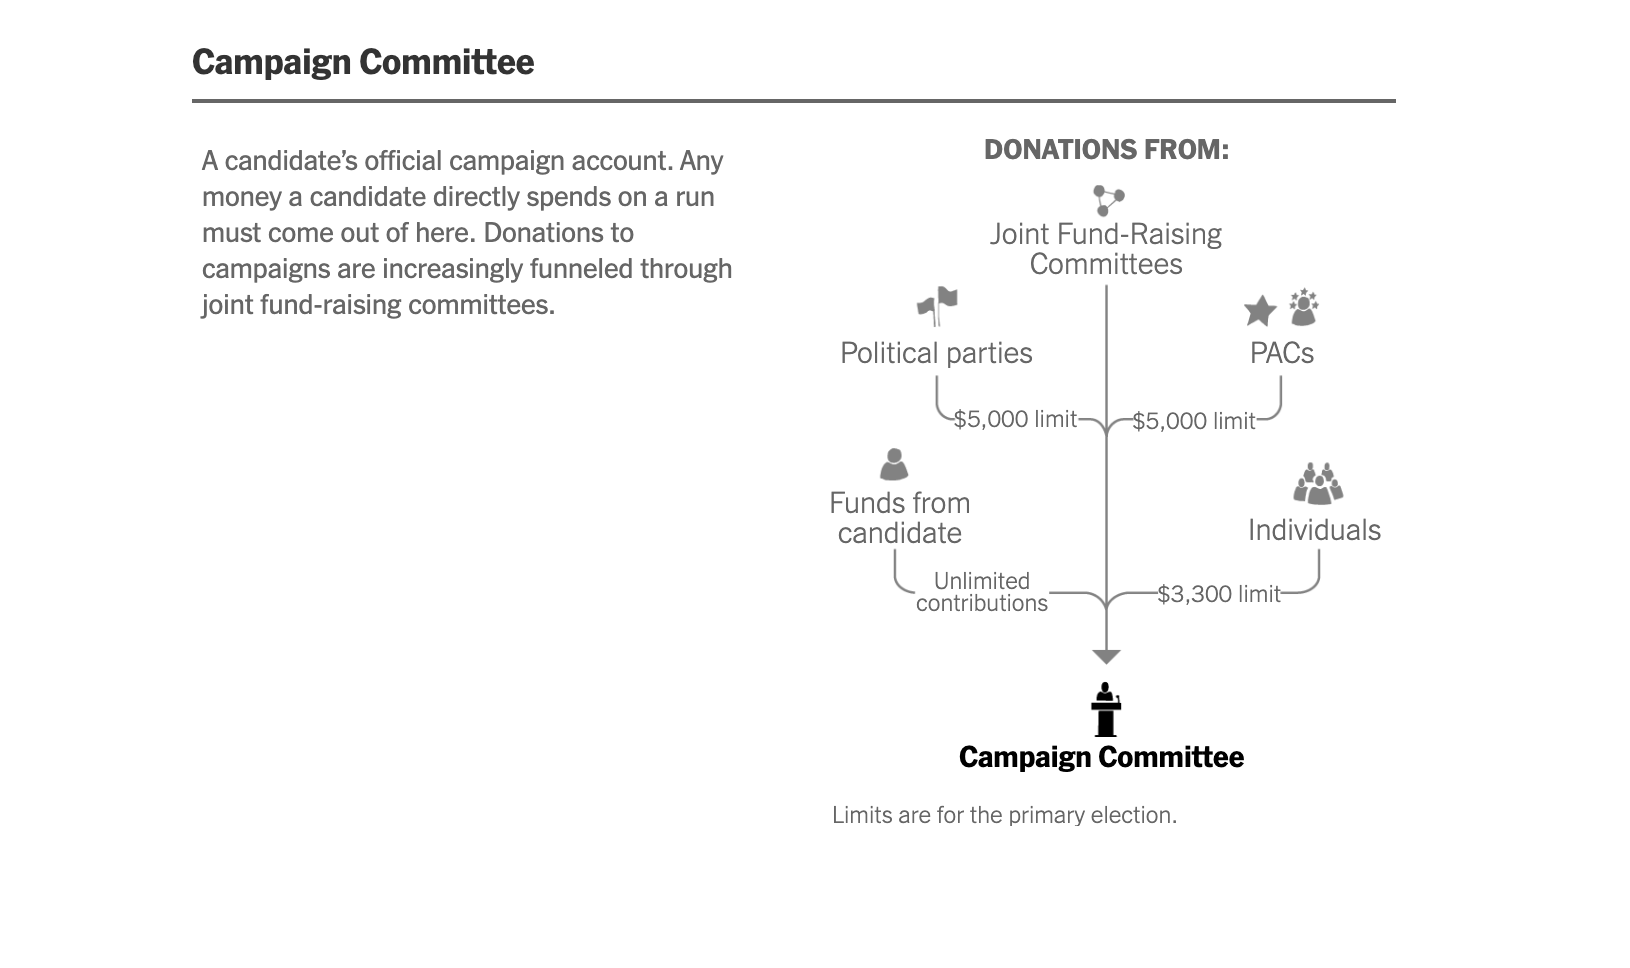 Campaign Committee
A candidate’s official campaign account. Any
money a candidate directly spends on a run
must come out of here. Donations to
campaigns are increasingly funneled through
joint fund-raising committees.
DONATIONS FROM:
Joint Fund-Raising
Committees
Political parties
PACs
$5,000 limit
$5,000 limit
Funds from
candidate
Individuals
Unlimited
contributions
$3,300 limit
Campaign Committee
Limits are for the primary election.